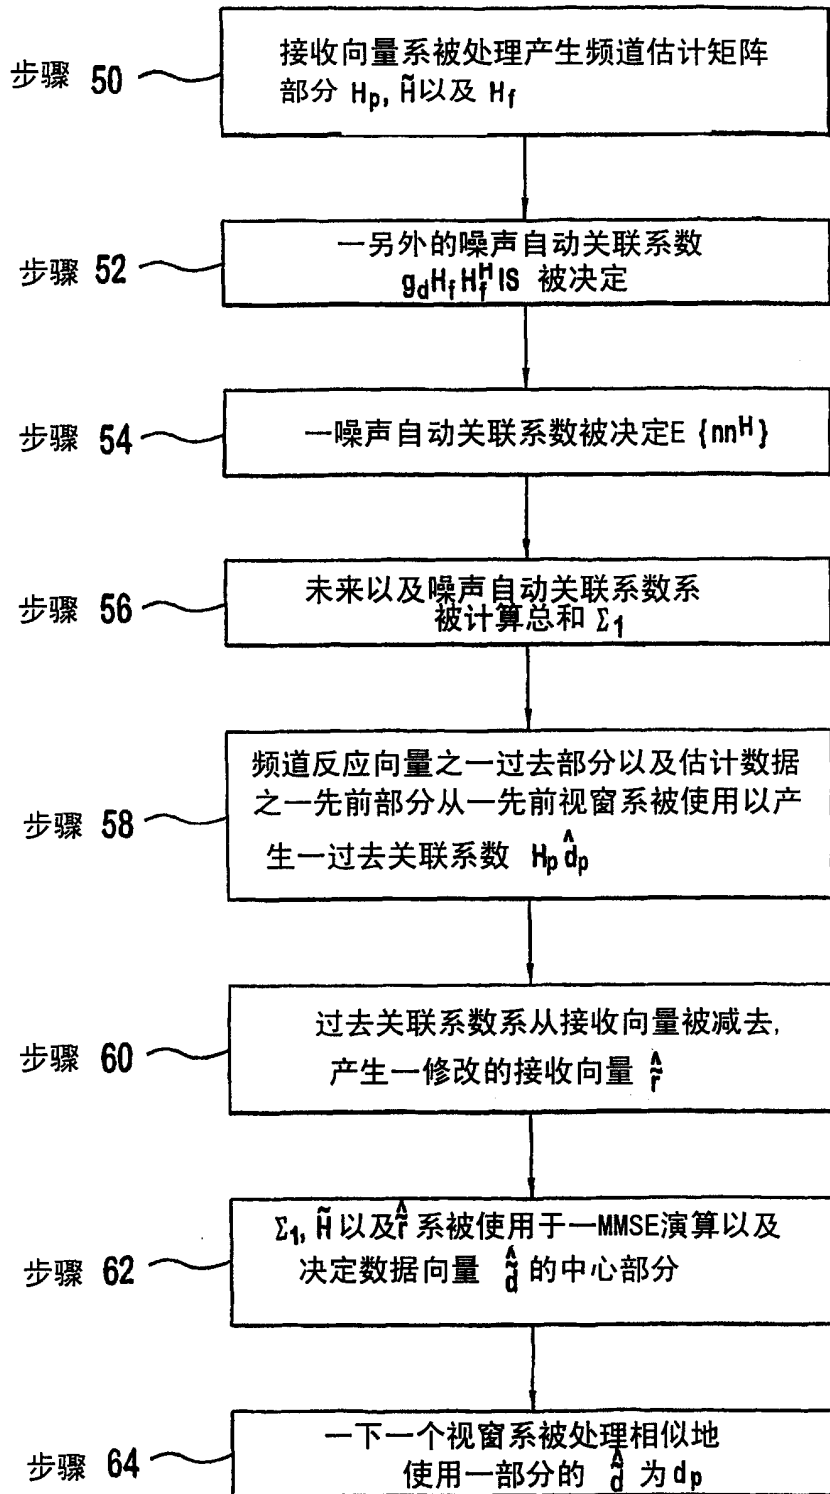 步骤 50
接收向量系被处理产生频道估计矩阵
部分 Hp, H̃以及 Hf
步骤 52
一另外的噪声自动关联系数
gdHfHfᴴIS 被决定
步骤 54
一噪声自动关联系数被决定E {nnᴴ}
步骤 56
未来以及噪声自动关联系数系
被计算总和 Σ1
步骤 58
频道反应向量之一过去部分以及估计数据
之一先前部分从一先前视窗系被使用以产
生一过去关联系数 Hp d̂p
步骤 60
过去关联系数系从接收向量被减去,
产生一修改的接收向量 r̃̂
步骤 62
Σ1, H̃ 以及r̃̂ 系被使用于一MMSE演算以及
决定数据向量 d̃̂ 的中心部分
步骤 64
一下一个视窗系被处理相似地
使用一部分的 d̃̂ 为 dp